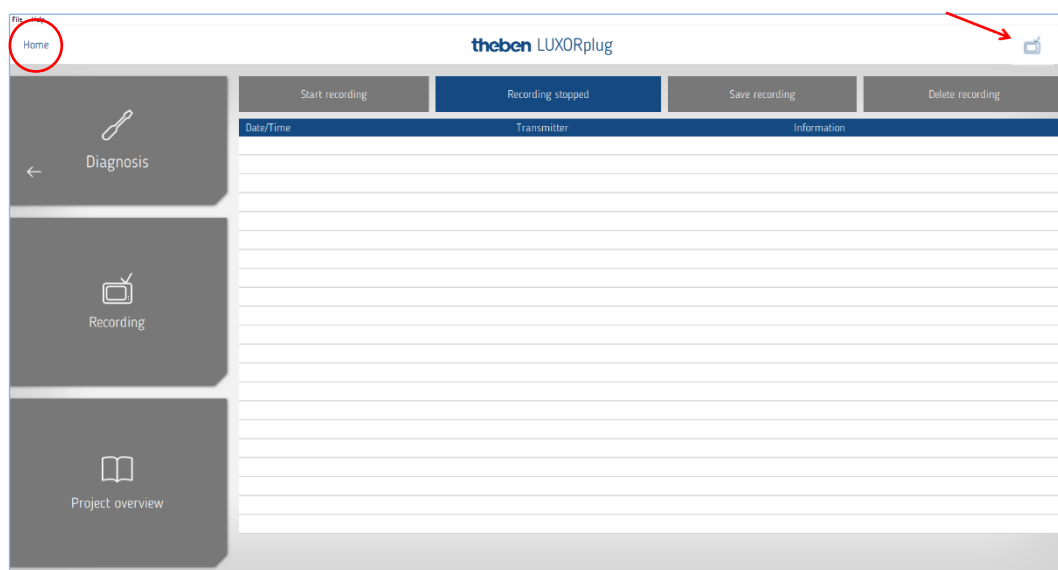 File Help
Home
theben LUXORplug
Start recording Recording stopped Save recording Delete recording
Date/Time Transmitter Information
Diagnosis
Recording
Project overview